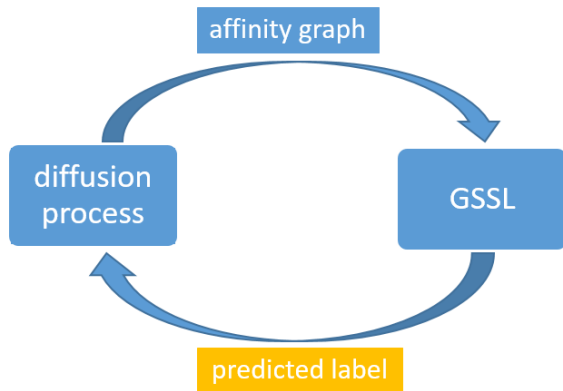 affinity graph
diffusion
process
GSSL
predicted label